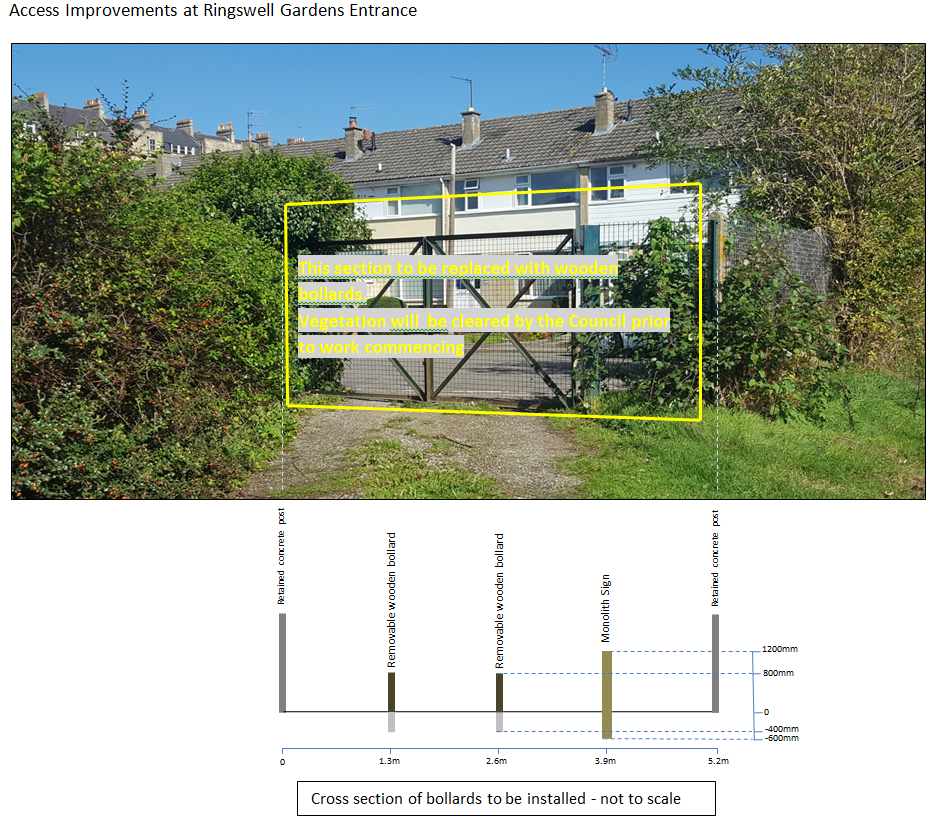 Access Improvements at Ringswell Gardens Entrance
This section to be replaced with wooden
bollards.
Vegetation will be cleared by the Council prior
to work commencing
Retained concrete post
Removable wooden bollard
Removable wooden bollard
Monolith Sign
Retained concrete post
1200mm
800mm
0
-400mm
-600mm
0
1.3m
2.6m
3.9m
5.2m
Cross section of bollards to be installed - not to scale